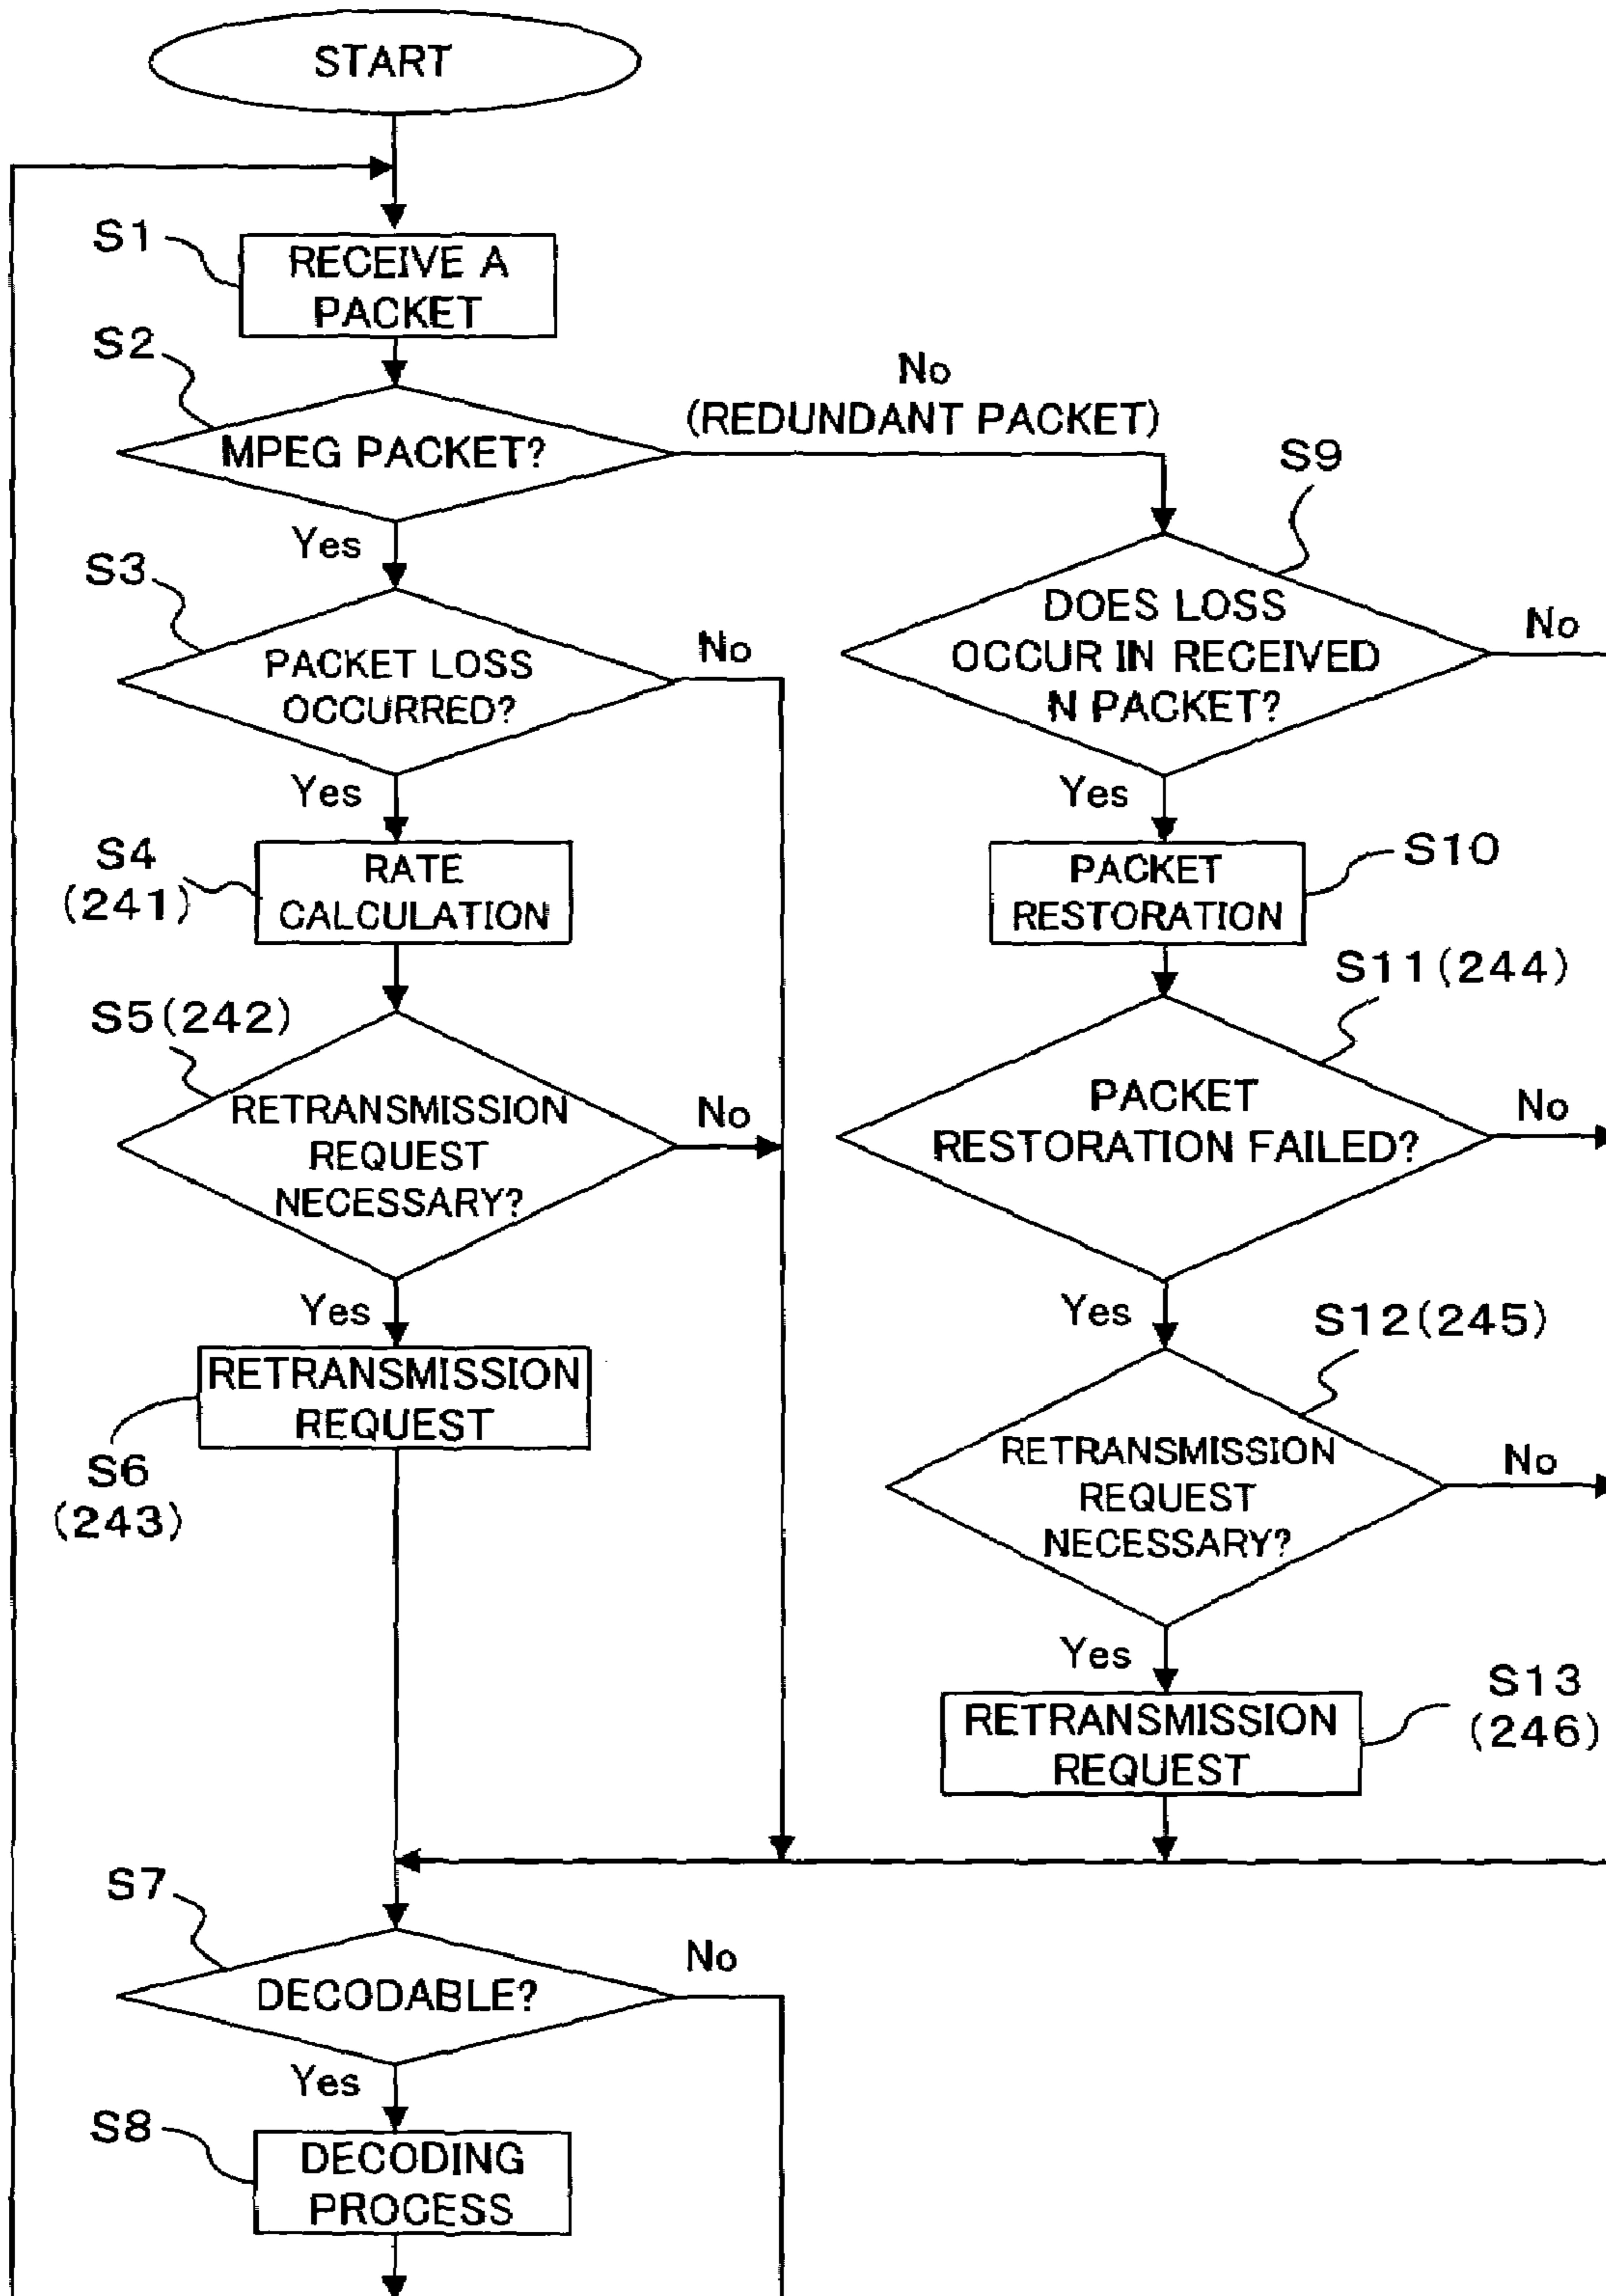 START
S1
RECEIVE A
PACKET
S2
MPEG PACKET?
No
(REDUNDANT PACKET)
Yes
S3
PACKET LOSS
OCCURRED?
No
Yes
S4
(241)
RATE
CALCULATION
S5(242)
RETRANSMISSION
REQUEST
NECESSARY?
No
Yes
RETRANSMISSION
REQUEST
S6
(243)
S9
DOES LOSS
OCCUR IN RECEIVED
N PACKET?
No
Yes
PACKET
RESTORATION
S10
S11(244)
PACKET
RESTORATION FAILED?
No
Yes
S12(245)
RETRANSMISSION
REQUEST
NECESSARY?
No
Yes
RETRANSMISSION
REQUEST
S13
(246)
S7
DECODABLE?
No
Yes
S8
DECODING
PROCESS